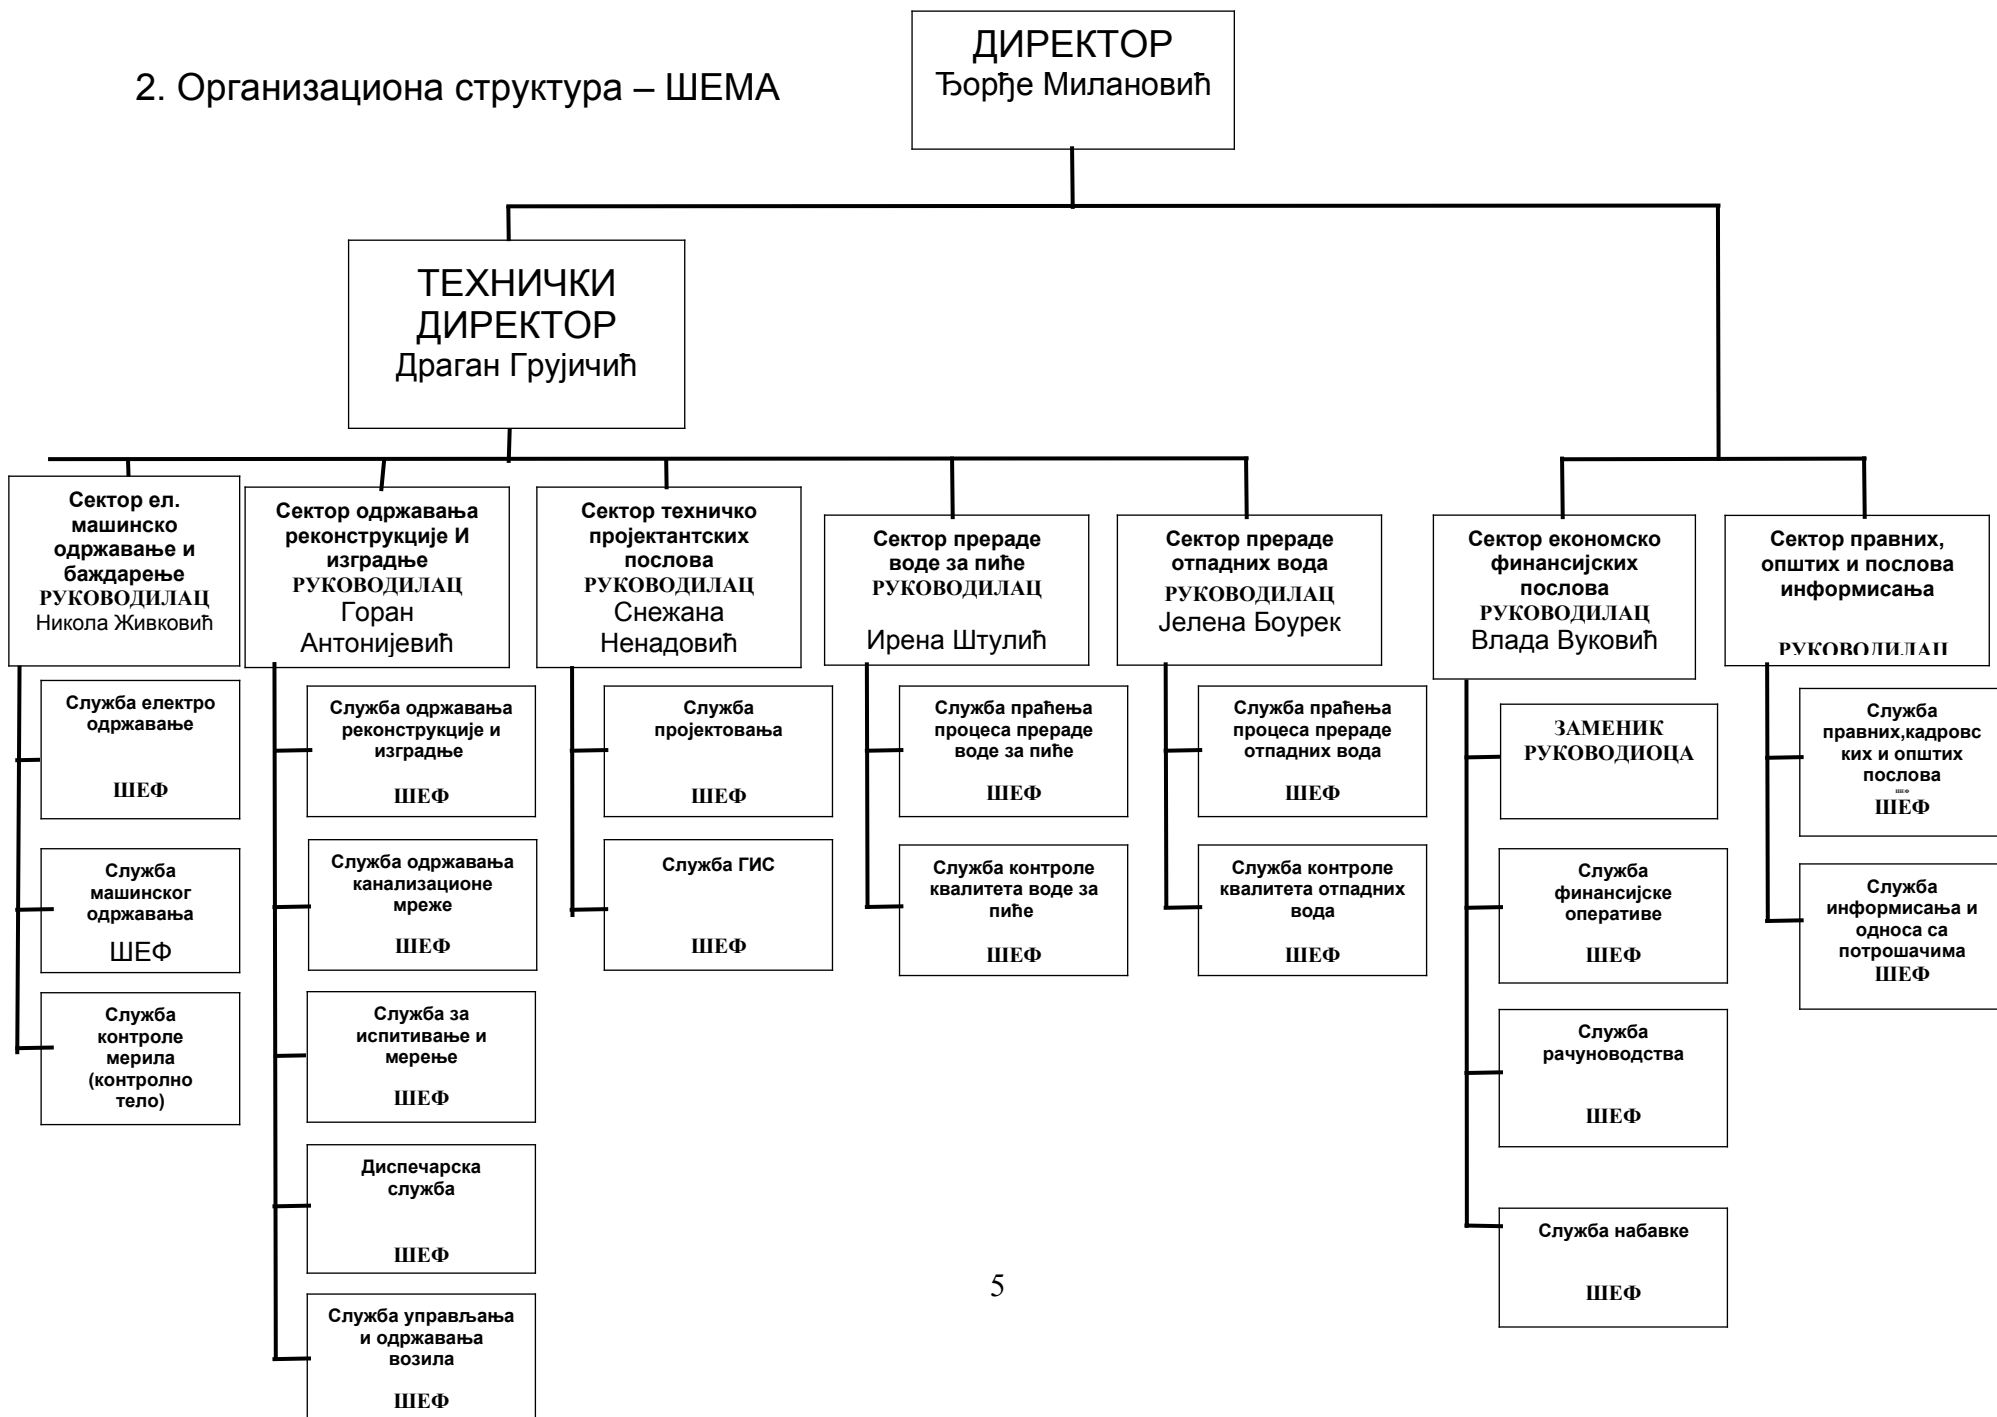 2. Организациона структура – ШЕМА
ДИРЕКТОР
Ђорђе Милановић
ТЕХНИЧКИ
ДИРЕКТОР
Драган Грујичић
Сектор ел.
машинско
одржавање и
баждарење
РУКОВОДИЛАЦ
Никола Живковић
Сектор одржавања
реконструкције И
изградње
РУКОВОДИЛАЦ
Горан
Антонијевић
Сектор техничко
пројектантских
послова
РУКОВОДИЛАЦ
Снежана
Ненадовић
Сектор прераде
воде за пиће
РУКОВОДИЛАЦ
Ирена Штулић
Сектор прераде
отпадних вода
РУКОВОДИЛАЦ
Јелена Боурек
Сектор економско
финансијских
послова
РУКОВОДИЛАЦ
Влада Вуковић
Сектор правних,
општих и послова
информисања
РУКОВОДИЛАЦ
Служба електро
одржавање
ШЕФ
Служба
машинског
одржавања
ШЕФ
Служба
контроле
мерила
(контролно
тело)
Служба одржавања
реконструкције и
изградње
ШЕФ
Служба одржавања
канализационе
мреже
ШЕФ
Служба за
испитивање и
мерење
ШЕФ
Диспечарска
служба
ШЕФ
Служба управљања
и одржавања
возила
ШЕФ
Служба
пројектовања
ШЕФ
Служба ГИС
ШЕФ
Служба праћења
процеса прераде
воде за пиће
ШЕФ
Служба контроле
квалитета воде за
пиће
ШЕФ
Служба праћења
процеса прераде
отпадних вода
ШЕФ
Служба контроле
квалитета отпадних
вода
ШЕФ
ЗАМЕНИК
РУКОВОДИОЦА
Служба
финансијске
оперативе
ШЕФ
Служба
рачуноводства
ШЕФ
Служба набавке
ШЕФ
Служба
правних,кадровс
ких и општих
послова
ШЕФ
ШЕФ
Служба
информисања и
односа са
потрошачима
ШЕФ
5